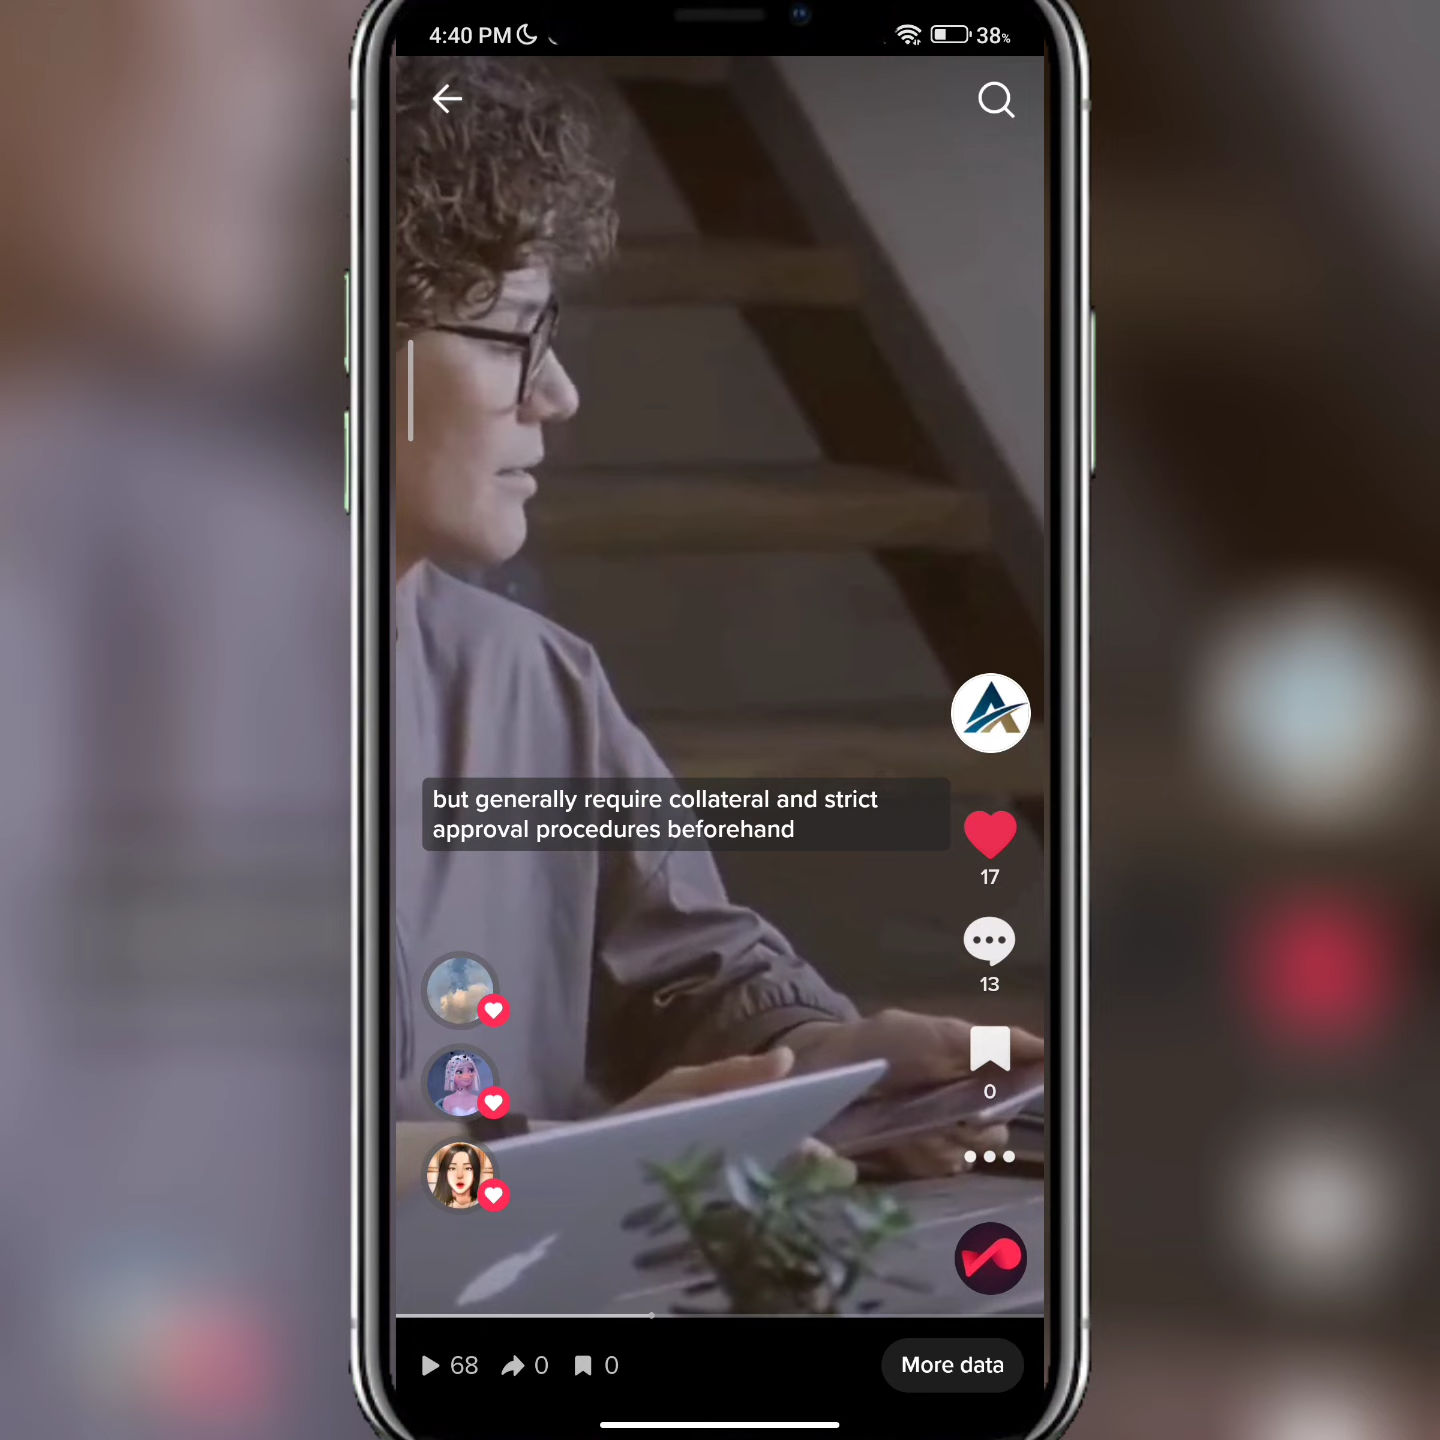 4:40 PM 38%
but generally require collateral and strict
approval procedures beforehand
17
13
0
68 0 0 More data